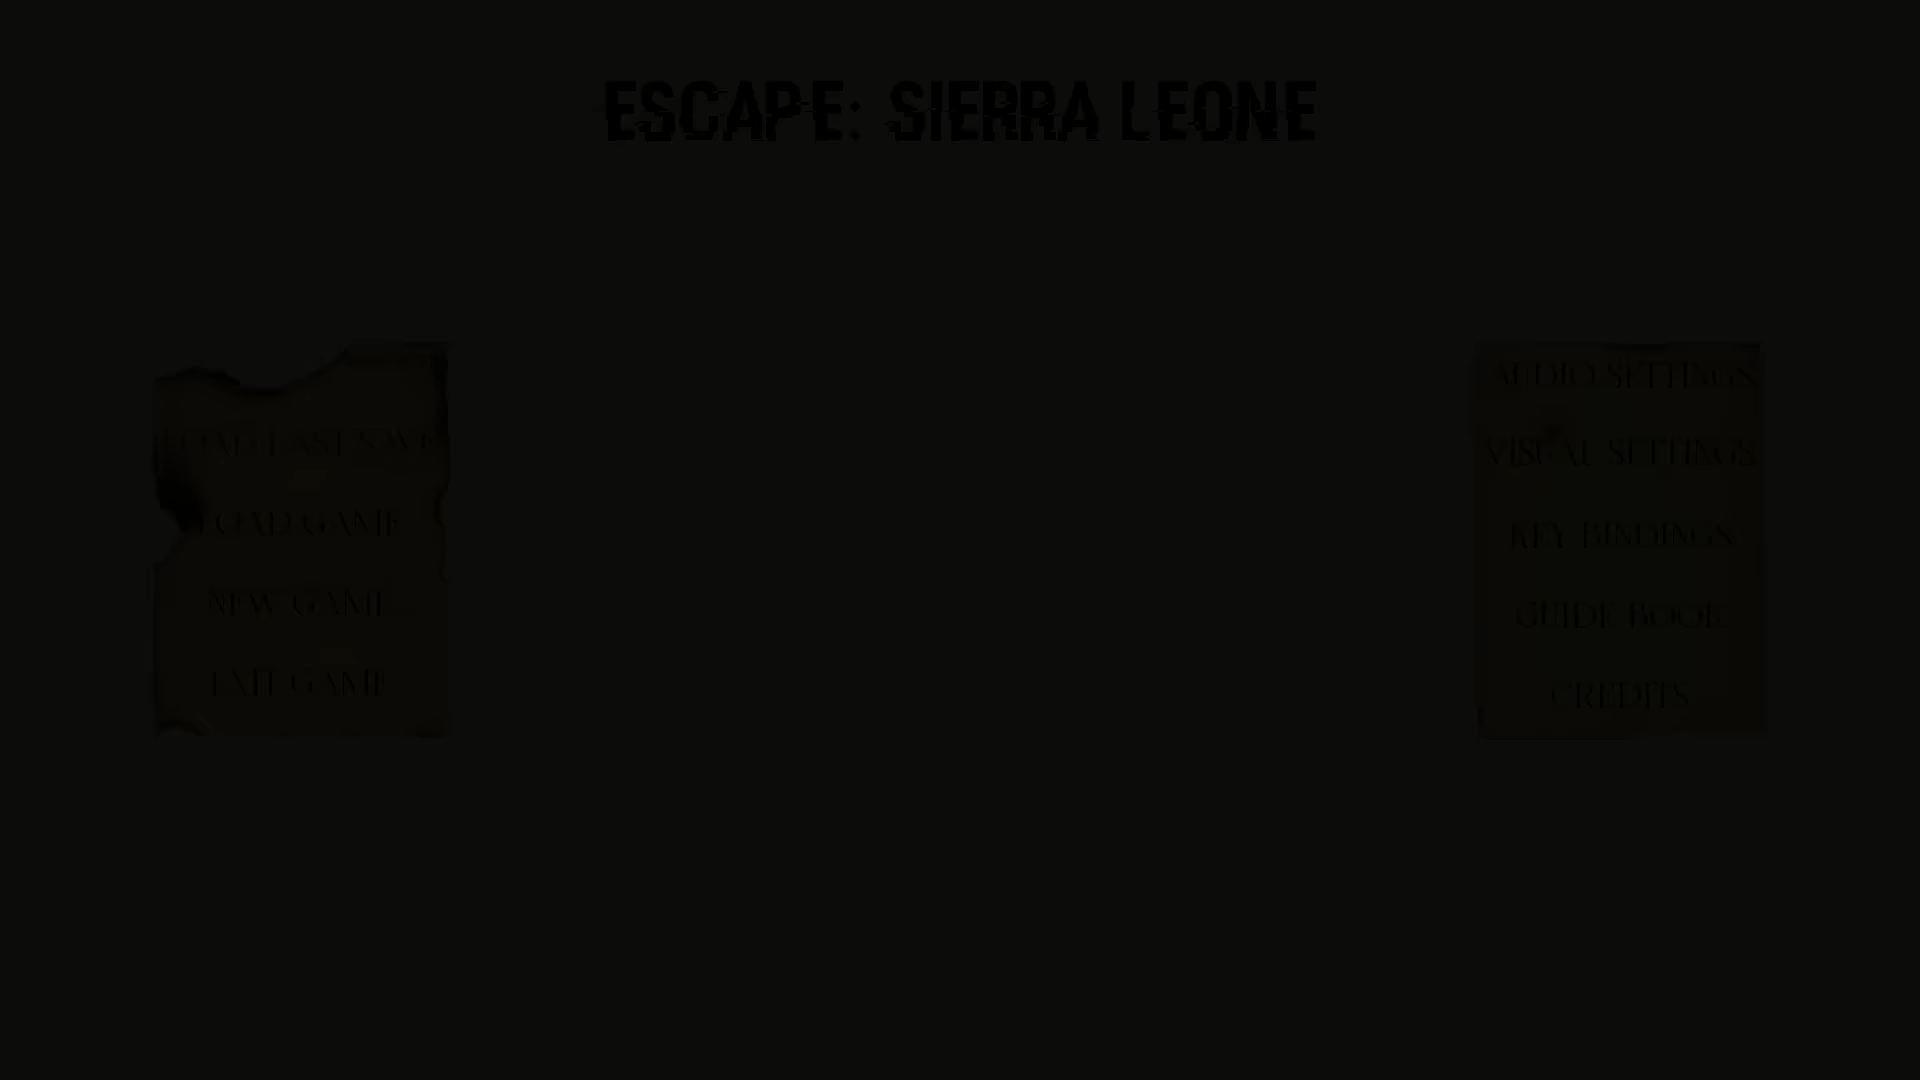 ESCAPE: SIERRA LEONE
LOAD LAST SAVE
LOAD GAME
NEW GAME
EXIT GAME
AUDIO SETTINGS
VISUAL SETTINGS
KEY BINDINGS
GUIDE BOOK
CREDITS